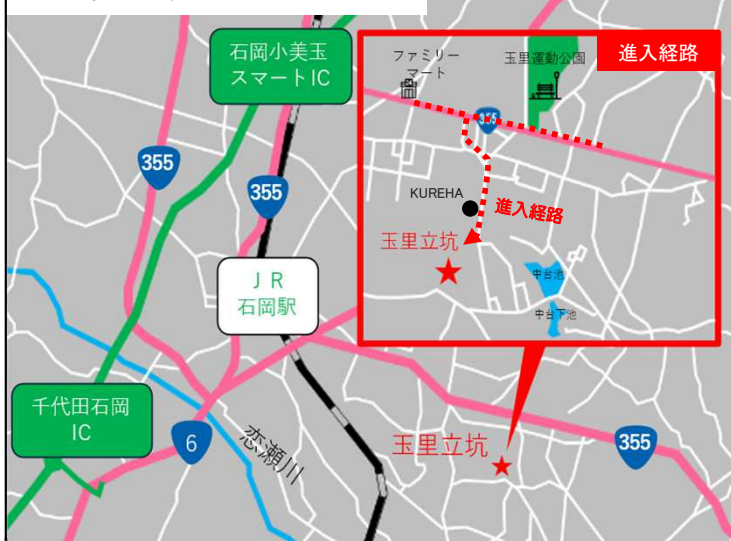 石岡小美玉
スマートIC
ファミリー
マート
玉里運動公園
進入経路
355
355
355
KUREHA
進入経路
玉里立坑
中台池
中台下池
ＪＲ
石岡駅
千代田石岡
IC
6
恋瀬川
玉里立坑
355